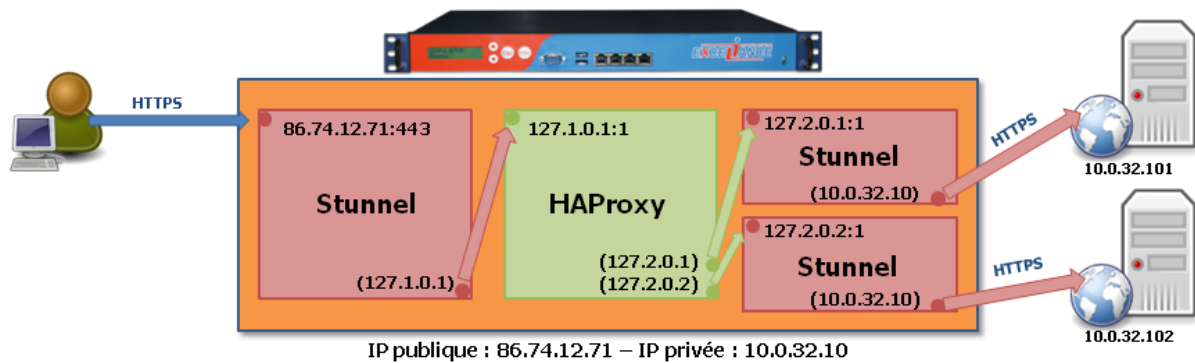 EXCELIANCE
HTTPS
86.74.12.71:443
Stunnel
(127.1.0.1)
127.1.0.1:1
HAProxy
(127.2.0.1)
(127.2.0.2)
127.2.0.1:1
Stunnel
(10.0.32.10)
127.2.0.2:1
Stunnel
(10.0.32.10)
HTTPS
10.0.32.101
HTTPS
10.0.32.102
IP publique : 86.74.12.71 – IP privée : 10.0.32.10